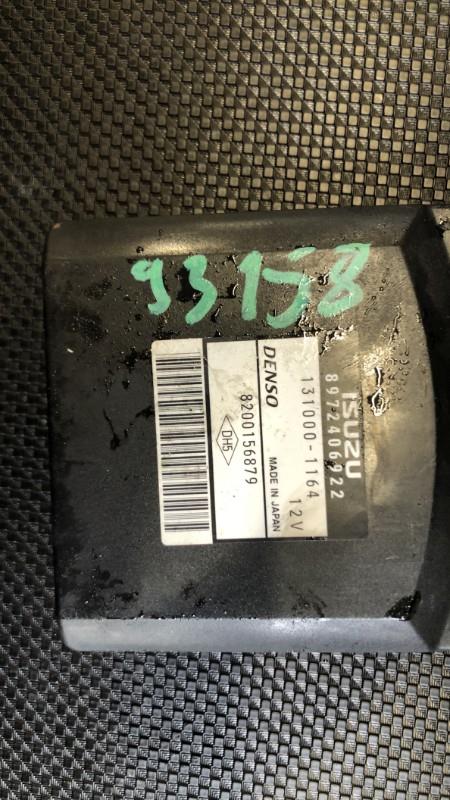 93158
ISUZU
8972406922
131000-1164 12V
DENSO MADE IN JAPAN
8200156879
DH5